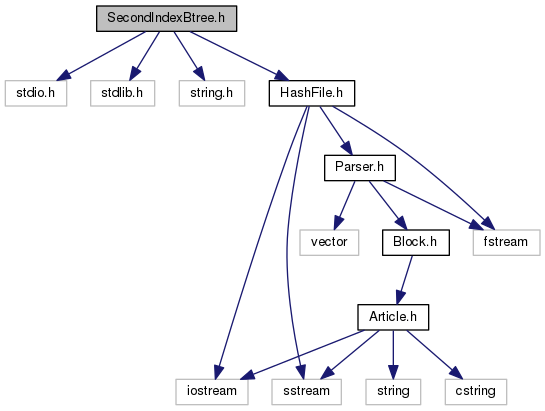 SecondIndexBtree.h
stdio.h
stdlib.h
string.h
HashFile.h
Parser.h
vector
Block.h
fstream
Article.h
iostream
sstream
string
cstring